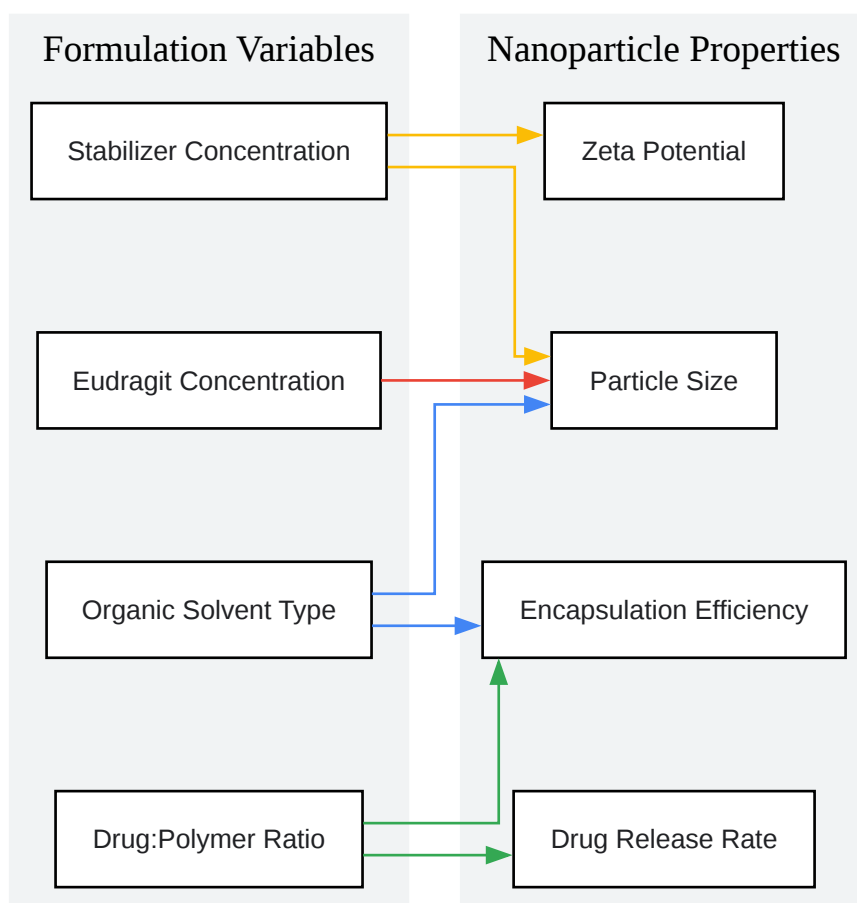 Formulation Variables
Nanoparticle Properties
Stabilizer Concentration
Zeta Potential
Eudragit Concentration
Particle Size
Organic Solvent Type
Encapsulation Efficiency
Drug:Polymer Ratio
Drug Release Rate